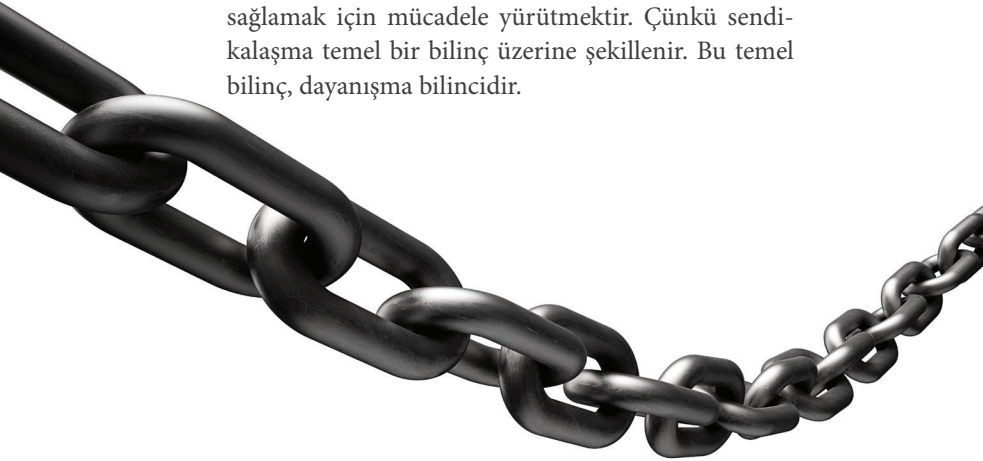 sağlamak için mücadele yürütmektir. Çünkü sendi-
kalaşma temel bir bilinç üzerine şekillenir. Bu temel
bilinç, dayanışma bilincidir.